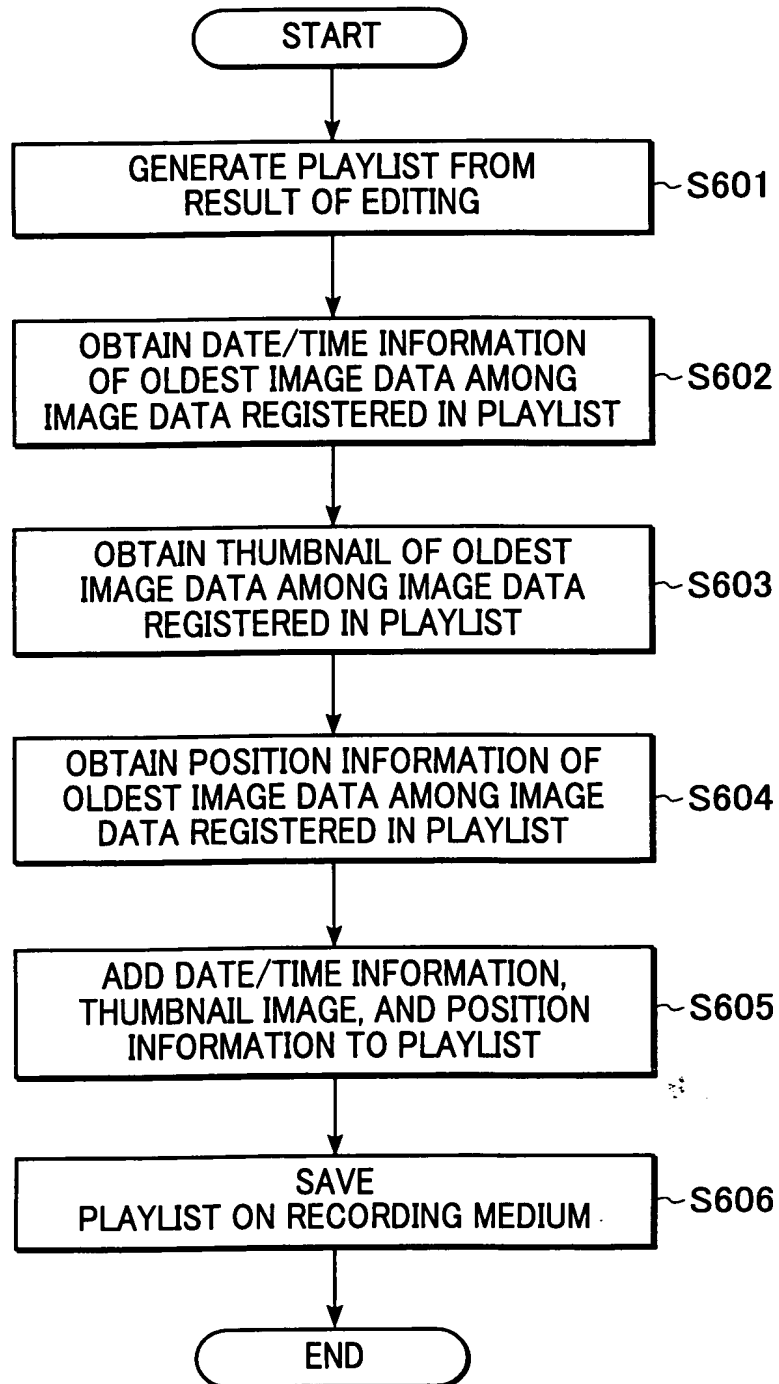 START
GENERATE PLAYLIST FROM
RESULT OF EDITING
S601
OBTAIN DATE/TIME INFORMATION
OF OLDEST IMAGE DATA AMONG
IMAGE DATA REGISTERED IN PLAYLIST
S602
OBTAIN THUMBNAIL OF OLDEST
IMAGE DATA AMONG IMAGE DATA
REGISTERED IN PLAYLIST
S603
OBTAIN POSITION INFORMATION OF
OLDEST IMAGE DATA AMONG IMAGE
DATA REGISTERED IN PLAYLIST
S604
ADD DATE/TIME INFORMATION,
THUMBNAIL IMAGE, AND POSITION
INFORMATION TO PLAYLIST
S605
SAVE
PLAYLIST ON RECORDING MEDIUM
S606
END